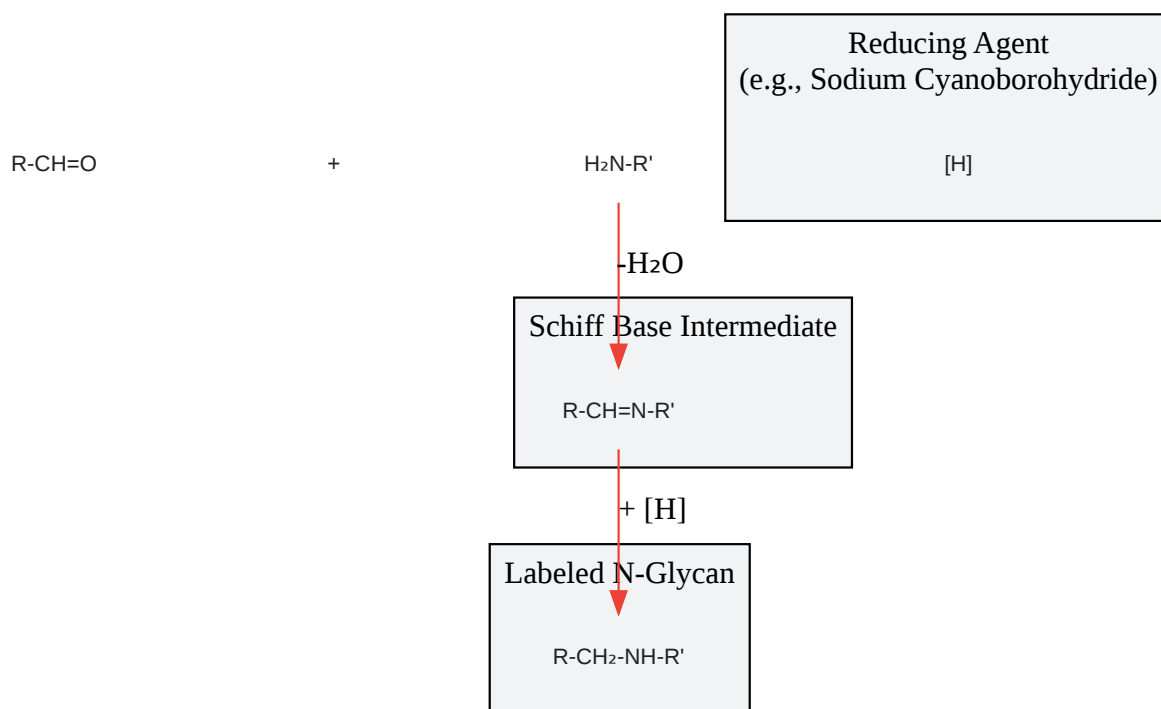 Reducing Agent
(e.g., Sodium Cyanoborohydride)
R-CH=O
+
H₂N-R'
[H]
-H₂O
Schiff Base Intermediate
R-CH=N-R'
+ [H]
Labeled N-Glycan
R-CH₂-NH-R'